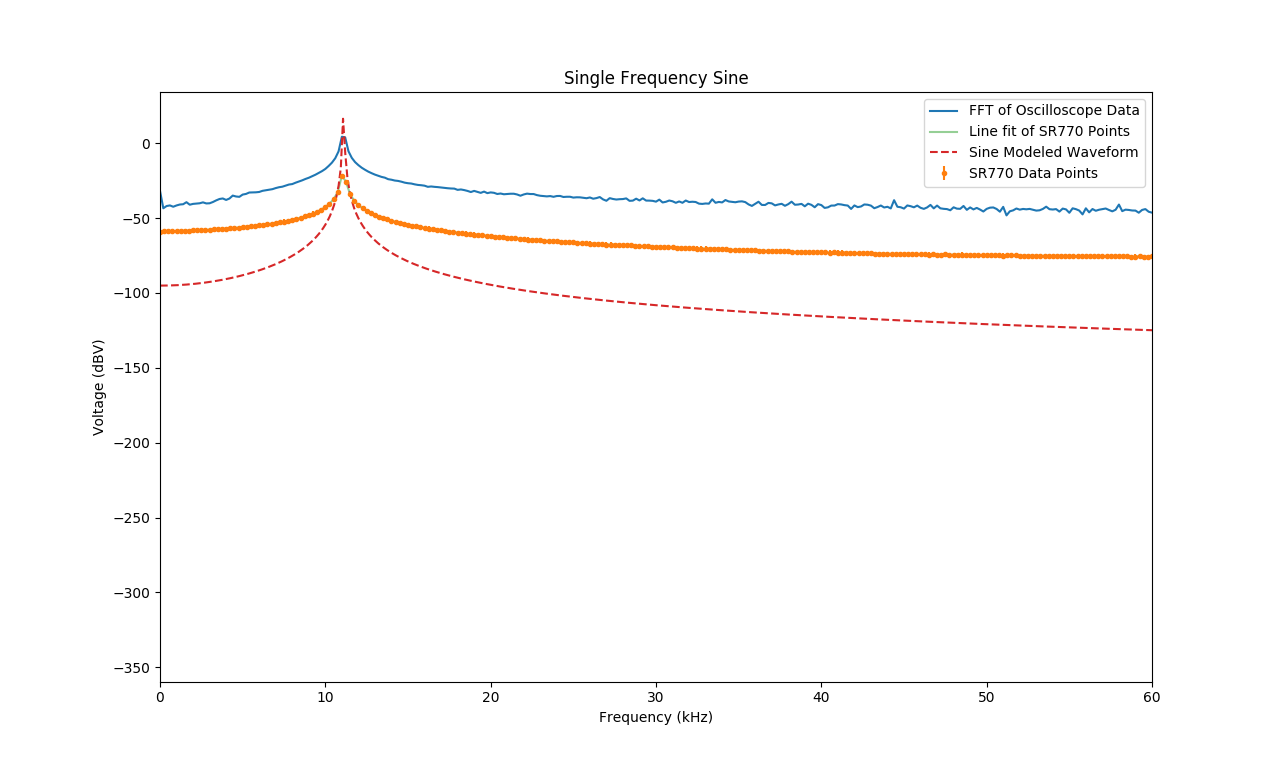 Single Frequency Sine
FFT of Oscilloscope Data
Line fit of SR770 Points
Sine Modeled Waveform
SR770 Data Points
Voltage (dBV)
0
−50
−100
−150
−200
−250
−300
−350
0 10 20 30 40 50 60
Frequency (kHz)